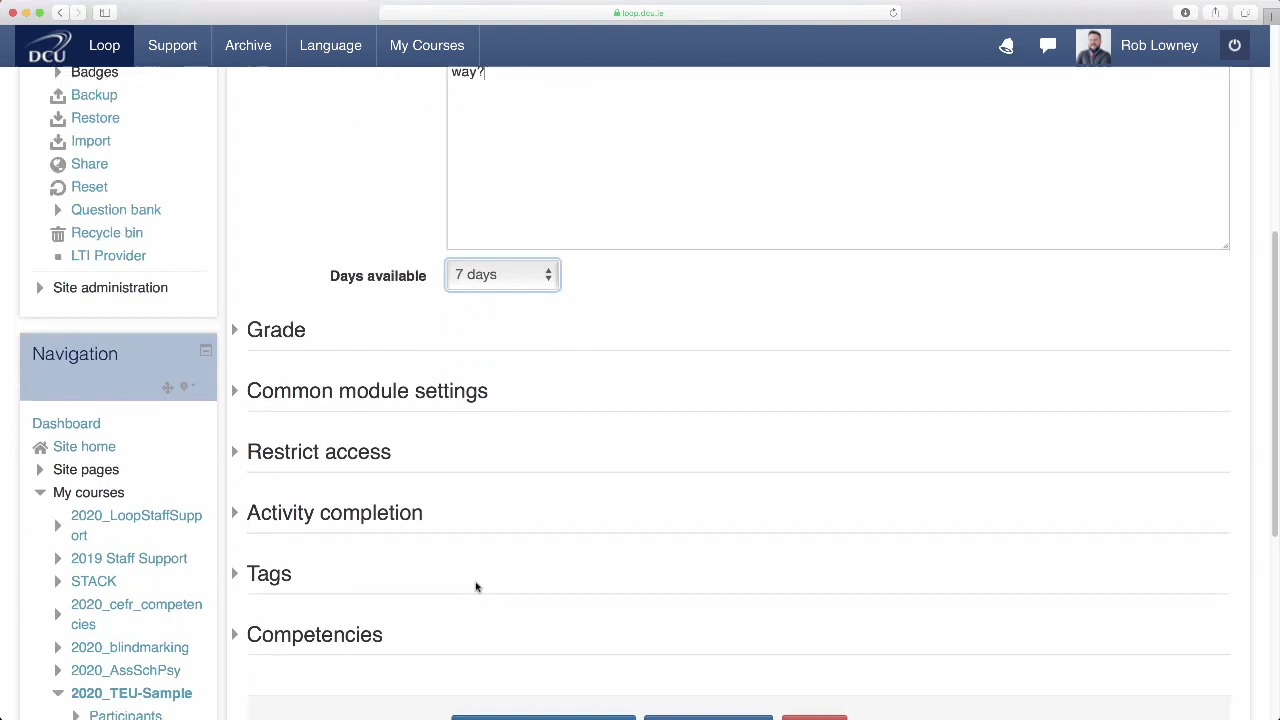 loop.dcu.ie
DCU
Loop
Support
Archive
Language
My Courses
Rob Lowney
Badges
Backup
Restore
Import
Share
Reset
Question bank
Recycle bin
LTI Provider
Site administration
Navigation
Dashboard
Site home
Site pages
My courses
2020_LoopStaffSupp
ort
2019 Staff Support
STACK
2020_cefr_competen
cies
2020_blindmarking
2020_AssSchPsy
2020_TEU-Sample
Participants
way?
Days available
7 days
Grade
Common module settings
Restrict access
Activity completion
Tags
Competencies